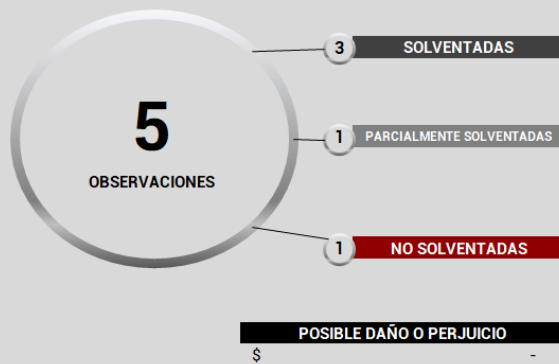 3 SOLVENTADAS
5
OBSERVACIONES
1 PARCIALMENTE SOLVENTADAS
1 NO SOLVENTADAS
POSIBLE DAÑO O PERJUICIO
$ -